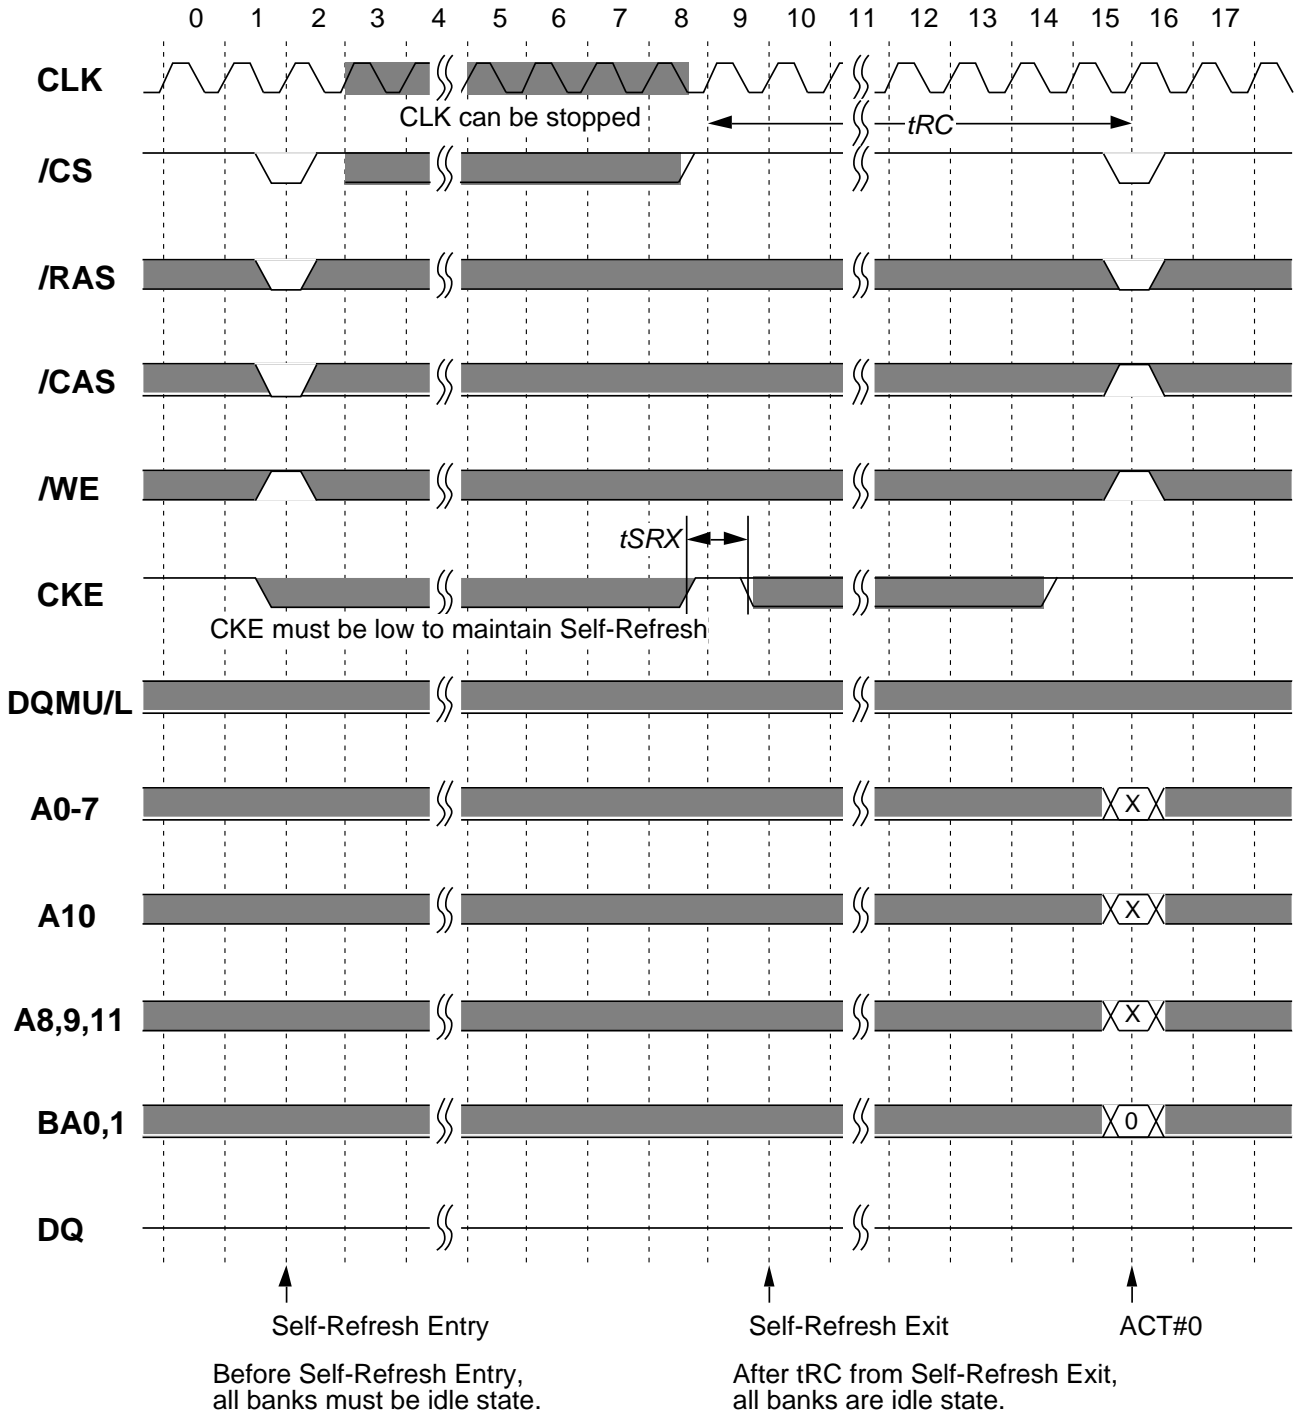 0 1 2 3 4 5 6 7 8 9 10 11 12 13 14 15 16 17
CLK
CLK can be stopped
tRC
/CS
/RAS
/CAS
/WE
tSRX
CKE
CKE must be low to maintain Self-Refresh
DQMU/L
A0-7
X
A10
X
A8,9,11
X
BA0,1
0
DQ
Self-Refresh Entry
Self-Refresh Exit
ACT#0
Before Self-Refresh Entry,
all banks must be idle state.
After tRC from Self-Refresh Exit,
all banks are idle state.